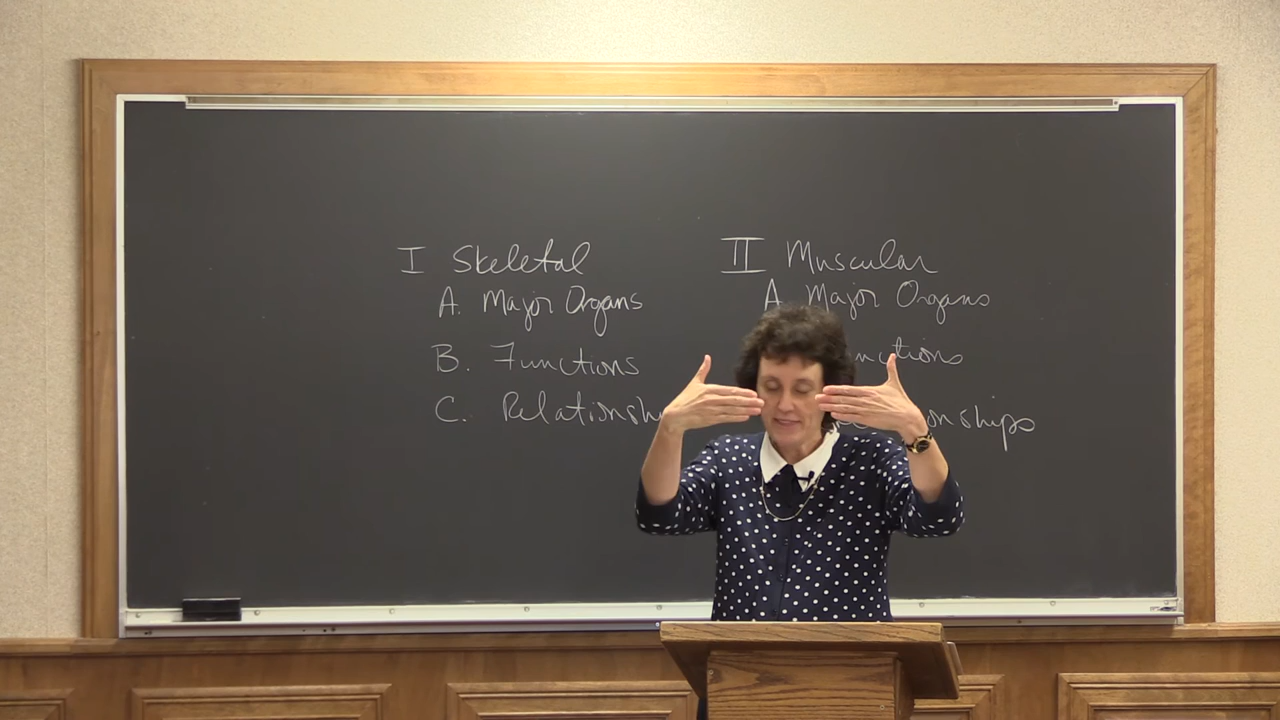 I Skeletal
A. Major Organs
B. Functions
C. Relationsh
II Muscular
A. Major Organs
nctions
onships